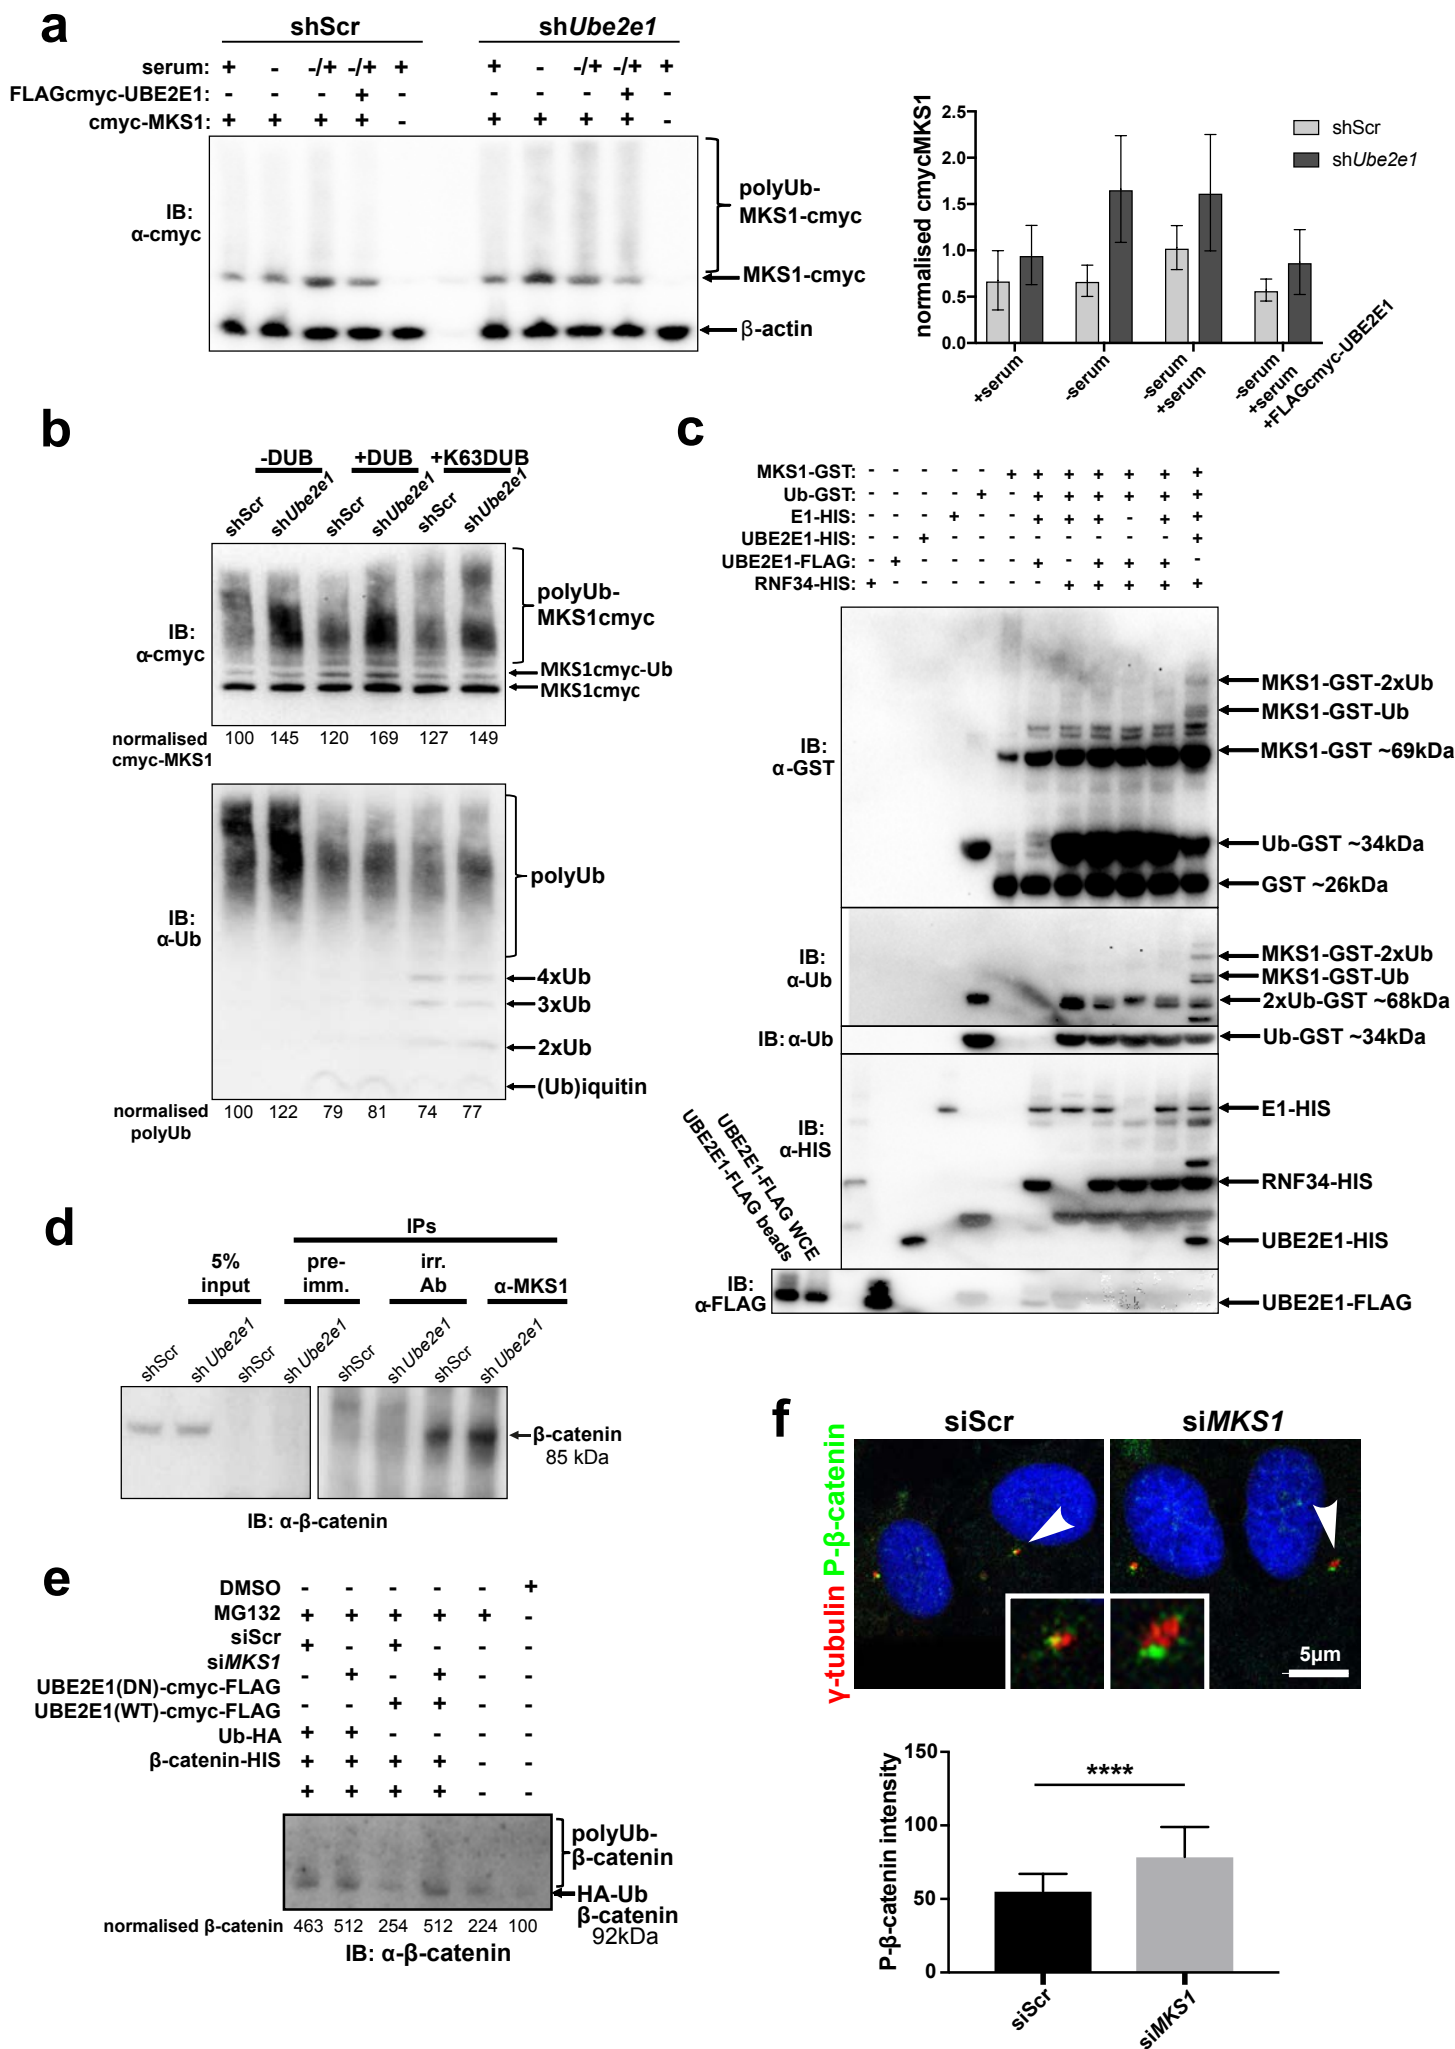 a
shScr
shUbe2e1
serum: + - -/+ -/+ + + - -/+ -/+ +
FLAGcmyc-UBE2E1: - - - + - - - - + -
cmyc-MKS1: + + + + - + + + + -
IB:
α-cmyc
polyUb-
MKS1-cmyc
MKS1-cmyc
β-actin
normalised cmycMKS1
2.5
2.0
1.5
1.0
0.5
0.0
shScr
shUbe2e1
+serum
-serum
-serum
+serum
-serum
+serum
+FLAGcmyc-UBE2E1
b
-DUB +DUB +K63DUB
shScr shUbe2e1 shScr shUbe2e1 shScr shUbe2e1
IB:
α-cmyc
polyUb-
MKS1cmyc
MKS1cmyc-Ub
MKS1cmyc
normalised
cmyc-MKS1
100 145 120 169 127 149
IB:
α-Ub
polyUb
4xUb
3xUb
2xUb
(Ub)iquitin
normalised
polyUb
100 122 79 81 74 77
c
MKS1-GST: - - - - - + + + + + + +
Ub-GST: - - - - + - + + + + + +
E1-HIS: - - - + - - + + + - + +
UBE2E1-HIS: - - + - - - - - - - - +
UBE2E1-FLAG: - + - - - - + - + + + -
RNF34-HIS: + - - - - - - + + + + +
IB:
α-GST
MKS1-GST-2xUb
MKS1-GST-Ub
MKS1-GST ~69kDa
Ub-GST ~34kDa
GST ~26kDa
IB:
α-Ub
MKS1-GST-2xUb
MKS1-GST-Ub
2xUb-GST ~68kDa
IB: α-Ub
Ub-GST ~34kDa
IB:
α-HIS
E1-HIS
RNF34-HIS
UBE2E1-HIS
UBE2E1-FLAG WCE
UBE2E1-FLAG beads
IB:
α-FLAG
UBE2E1-FLAG
d
IPs
5%
input
pre-
imm.
irr.
Ab
α-MKS1
shScr shUbe2e1 shScr shUbe2e1 shScr shUbe2e1 shScr shUbe2e1
β-catenin
85 kDa
IB: α-β-catenin
e
DMSO - - - - - +
MG132 + + + + + -
siScr + - + - - -
siMKS1 - + - + - -
UBE2E1(DN)-cmyc-FLAG - - + + - -
UBE2E1(WT)-cmyc-FLAG + + - - - -
Ub-HA + + + + - -
β-catenin-HIS + + + + - -
polyUb-
β-catenin
HA-Ub
β-catenin
92kDa
normalised β-catenin 463 512 254 512 224 100
IB: α-β-catenin
f
siScr siMKS1
γ-tubulin P-β-catenin
5µm
P-β-catenin intensity
150
100
50
0
****
siScr
siMKS1